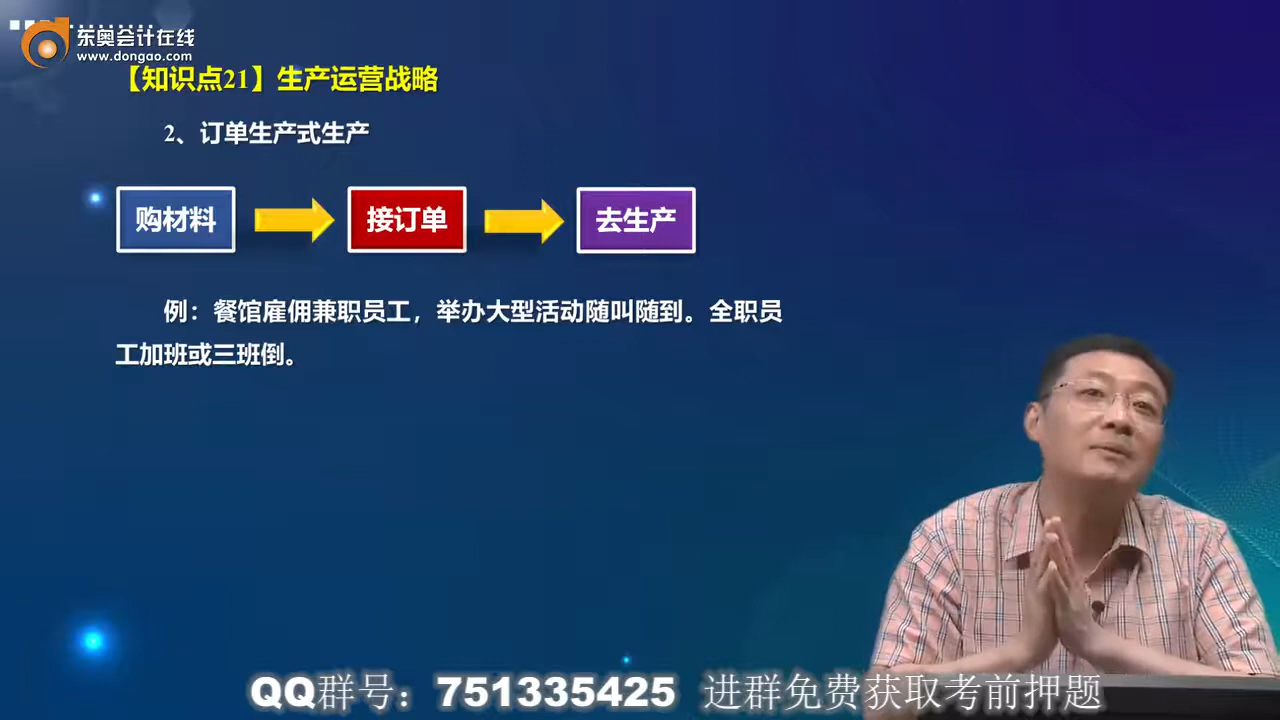 东奥会计在线
www.dongao.com
【知识点21】生产运营战略
2、订单生产式生产
购材料
接订单
去生产
例：餐馆雇佣兼职员工，举办大型活动随叫随到。全职员
工加班或三班倒。
QQ群号：751335425 进群免费获取考前押题